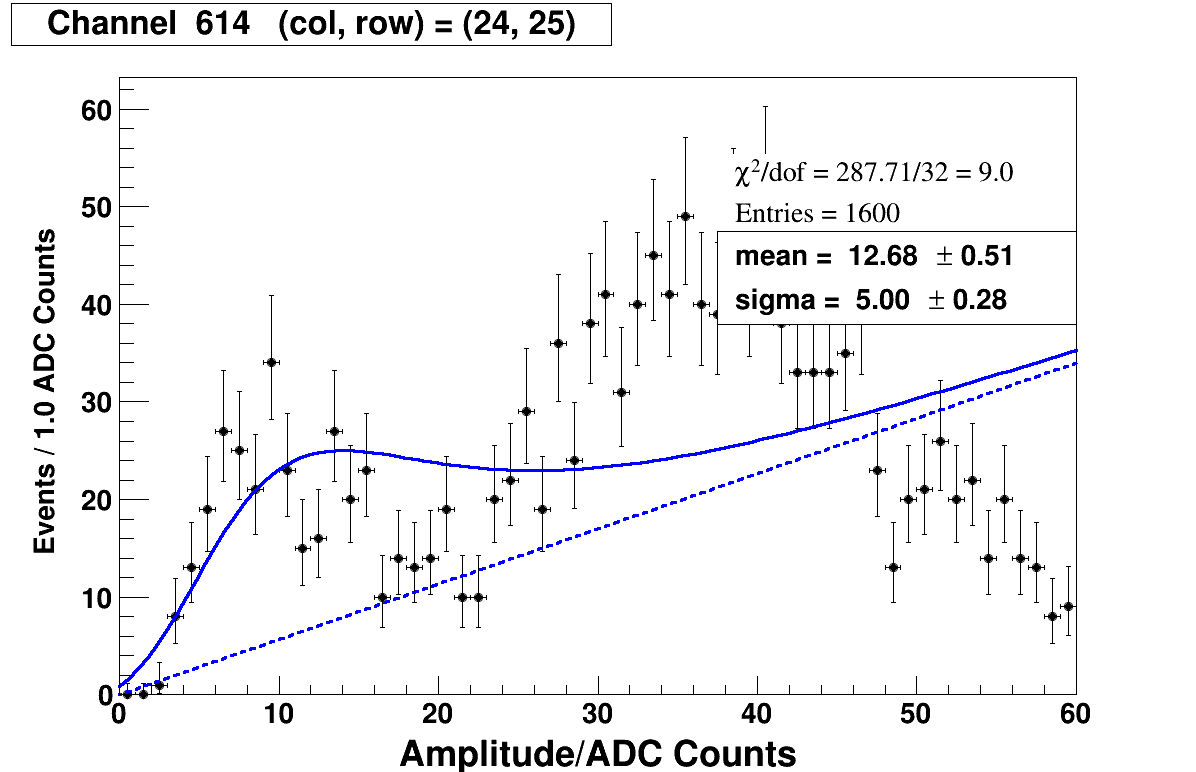 Channel 614 (col, row) = (24, 25)
χ²/dof = 287.71/32 = 9.0
Entries = 1600
mean = 12.68 ± 0.51
sigma = 5.00 ± 0.28
Events / 1.0 ADC Counts
60
50
40
30
20
10
0
0 10 20 30 40 50 60
Amplitude/ADC Counts